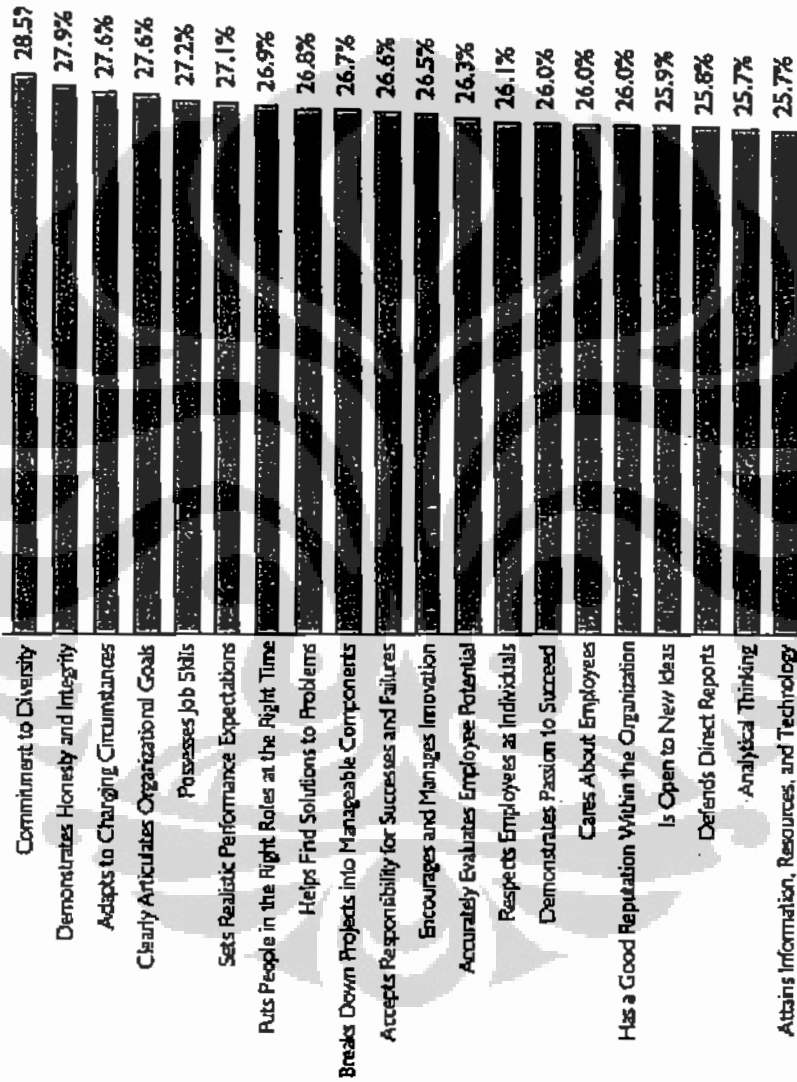 Commitment to Diversity 28.5?
Demonstrates Honesty and Integrity 27.9%
Adapts to Changing Circumstances 27.6%
Clearly Articulates Organizational Goals 27.6%
Possesses Job Skills 27.2%
Sets Realistic Performance Expectations 27.1%
Puts People in the Right Roles at the Right Time 26.9%
Helps Find Solutions to Problems 26.8%
Breaks Down Projects into Manageable Components 26.7%
Accepts Responsibility for Successes and Failures 26.6%
Encourages and Manages Innovation 26.5%
Accurately Evaluates Employee Potential 26.3%
Respects Employees as Individuals 26.1%
Demonstrates Passion to Succeed 26.0%
Cares About Employees 26.0%
Has a Good Reputation Within the Organization 26.0%
Is Open to New Ideas 25.9%
Defends Direct Reports 25.8%
Analytical Thinking 25.7%
Attains Information, Resources, and Technology 25.7%